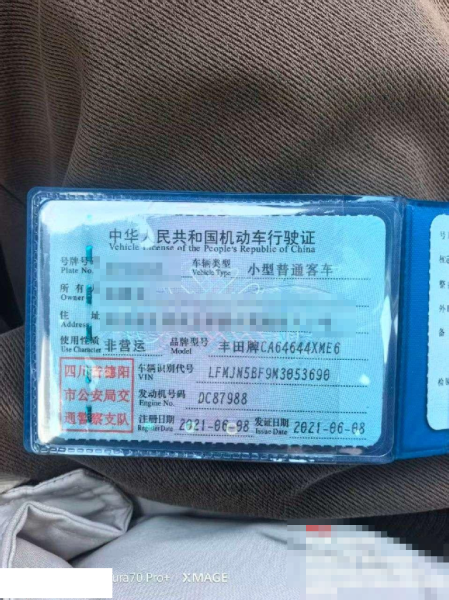 中华人民共和国机动车行驶证
Vehicle License of the People's Republic of China
号牌号
Plate No.
车辆类型
Vehicle Type
小型普通客车
所有
Owner
住 址
Address
使用性质
Use Character
非营运
品牌型号
Model
丰田牌CA64644XME6
四川省德阳
市公安局交
通警察支队
车辆识别代号
VIN
LFMJN5BF9M3053690
发动机号码
Engine No.
DC87988
注册日期
Register Date
2021-06-08
发证日期
Issue Date
2021-06-08
ura70 Pro+ / XMAGE